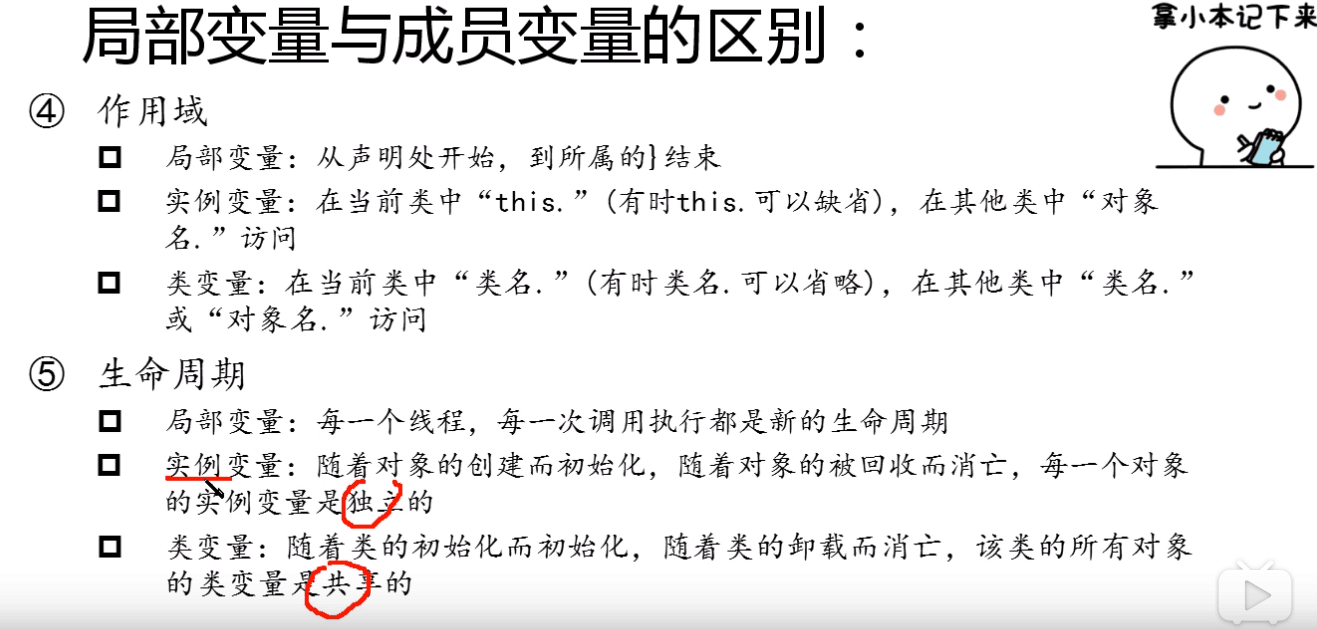 局部变量与成员变量的区别：
拿小本记下来
④ 作用域
局部变量：从声明处开始，到所属的}结束
实例变量：在当前类中“this.”(有时this.可以缺省)，在其他类中“对象
名.”访问
类变量：在当前类中“类名.”(有时类名.可以省略)，在其他类中“类名.”
或“对象名.”访问
⑤ 生命周期
局部变量：每一个线程，每一次调用执行都是新的生命周期
实例变量：随着对象的创建而初始化，随着对象的被回收而消亡，每一个对象
的实例变量是独立的
类变量：随着类的初始化而初始化，随着类的卸载而消亡，该类的所有对象
的类变量是共享的